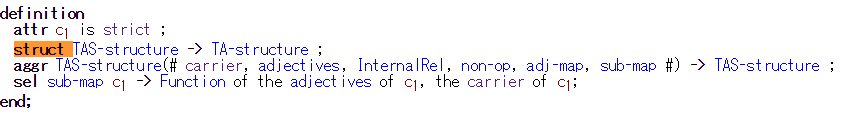 definition
attr c1 is strict ;
struct TAS-structure -> TA-structure ;
aggr TAS-structure(# carrier, adjectives, InternalRel, non-op, adj-map, sub-map #) -> TAS-structure ;
sel sub-map c1 -> Function of the adjectives of c1, the carrier of c1;
end;